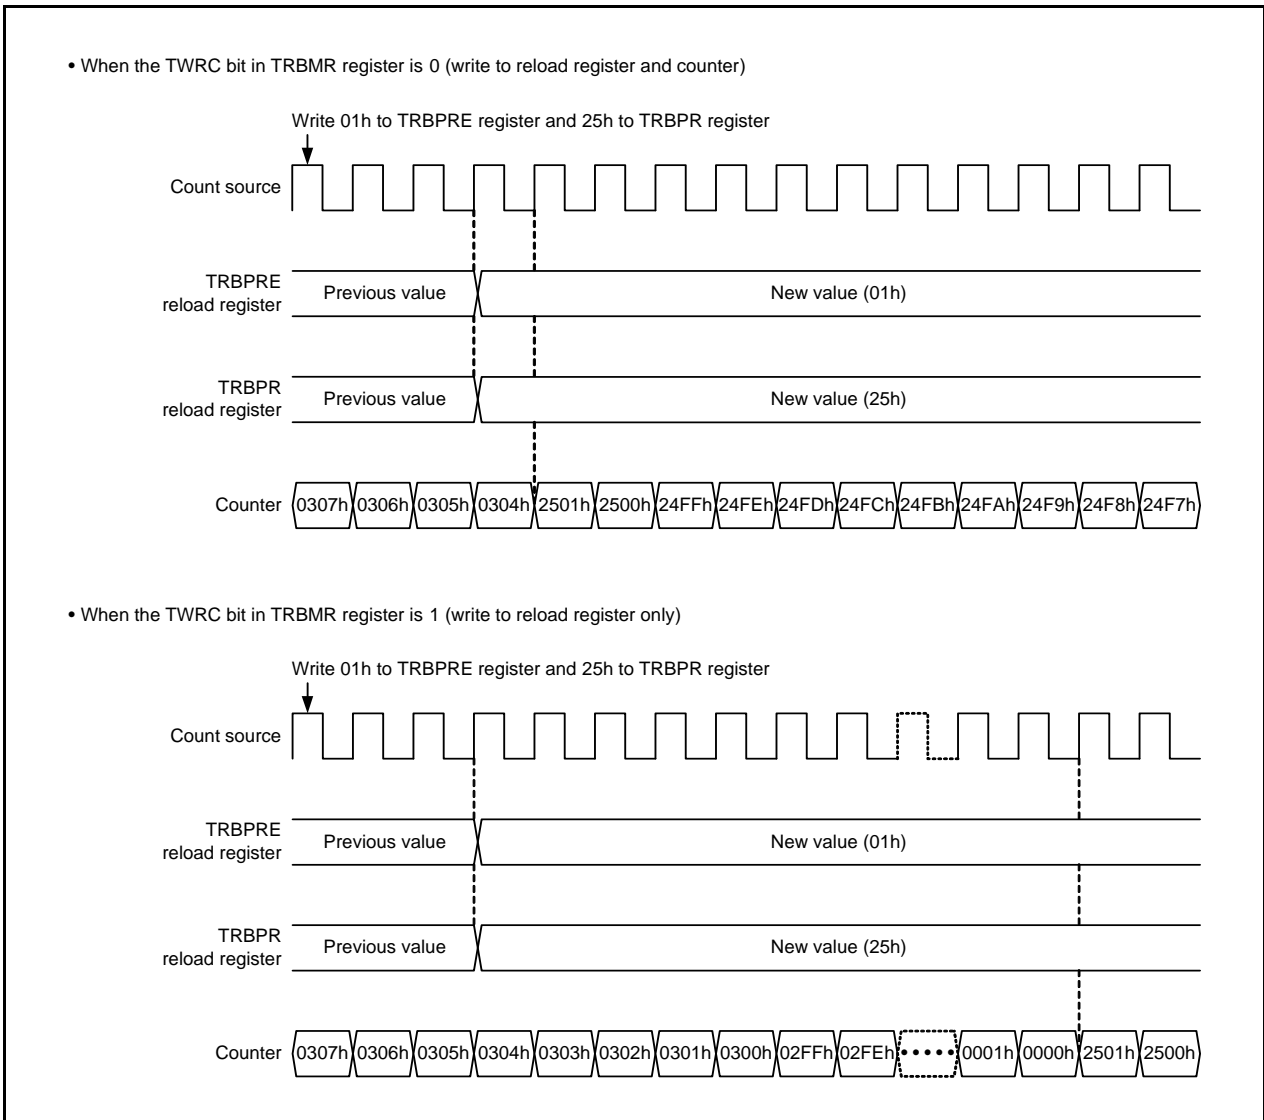 • When the TWRC bit in TRBMR register is 0 (write to reload register and counter)
Write 01h to TRBPRE register and 25h to TRBPR register
Count source
TRBPRE
reload register
Previous value
New value (01h)
TRBPR
reload register
Previous value
New value (25h)
Counter 0307h 0306h 0305h 0304h 2501h 2500h 24FFh 24FEh 24FDh 24FCh 24FBh 24FAh 24F9h 24F8h 24F7h
• When the TWRC bit in TRBMR register is 1 (write to reload register only)
Write 01h to TRBPRE register and 25h to TRBPR register
Count source
TRBPRE
reload register
Previous value
New value (01h)
TRBPR
reload register
Previous value
New value (25h)
Counter 0307h 0306h 0305h 0304h 0303h 0302h 0301h 0300h 02FFh 02FEh ••••• 0001h 0000h 2501h 2500h